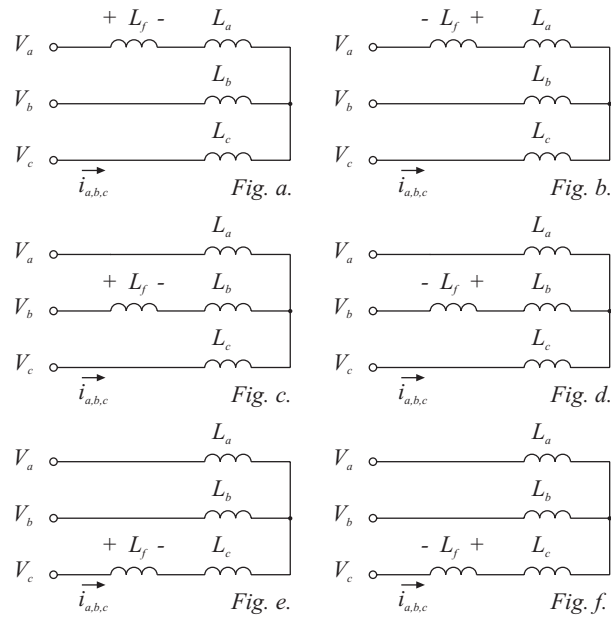 + L_f - L_a
V_a
L_b
V_b
L_c
V_c
i_a,b,c
Fig. a.
- L_f + L_a
V_a
L_b
V_b
L_c
V_c
i_a,b,c
Fig. b.
L_a
V_a
+ L_f - L_b
V_b
L_c
V_c
i_a,b,c
Fig. c.
L_a
V_a
- L_f + L_b
V_b
L_c
V_c
i_a,b,c
Fig. d.
L_a
V_a
L_b
V_b
+ L_f - L_c
V_c
i_a,b,c
Fig. e.
L_a
V_a
L_b
V_b
- L_f + L_c
V_c
i_a,b,c
Fig. f.